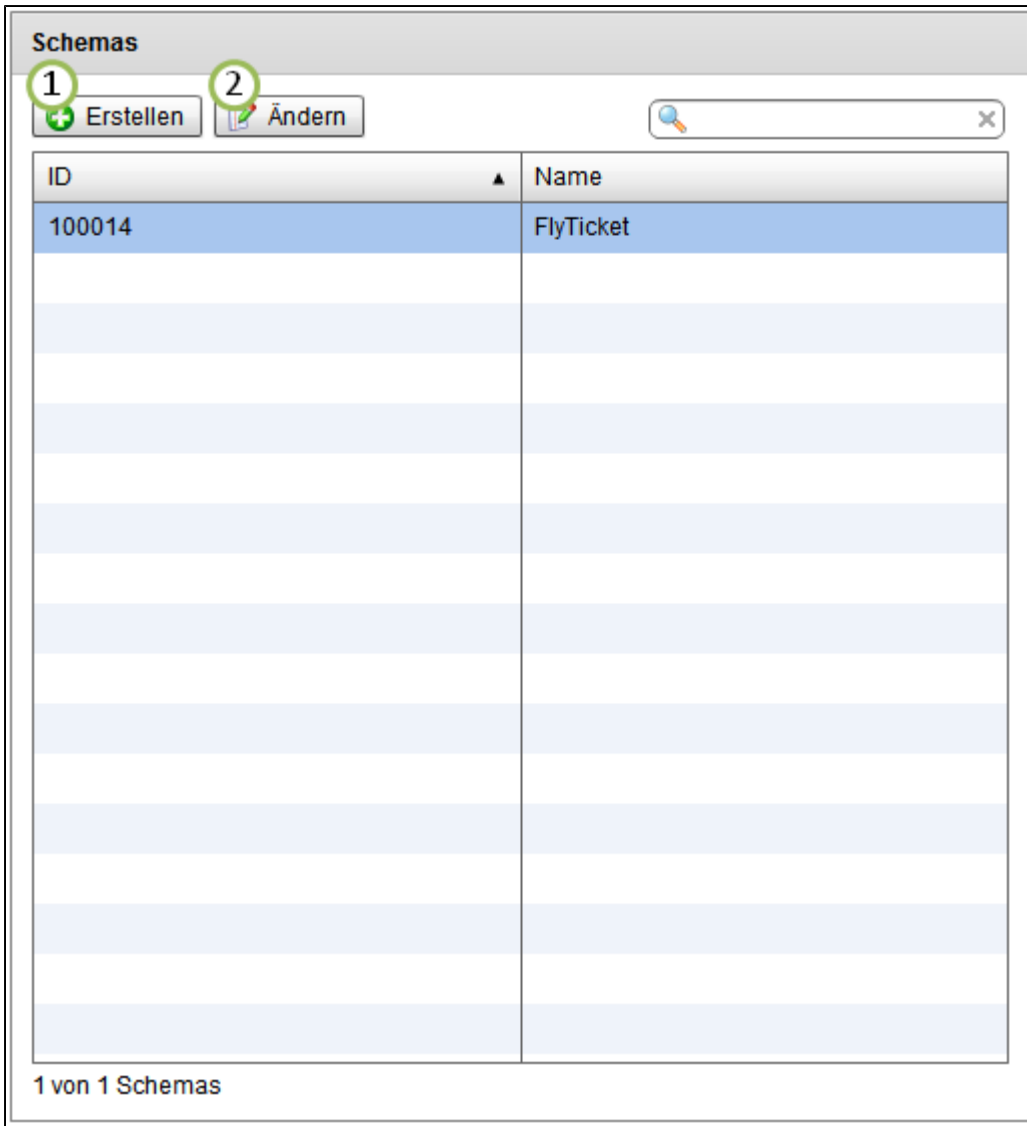 Schemas
1 2
Erstellen Ändern
ID ▲ Name
100014 FlyTicket
1 von 1 Schemas